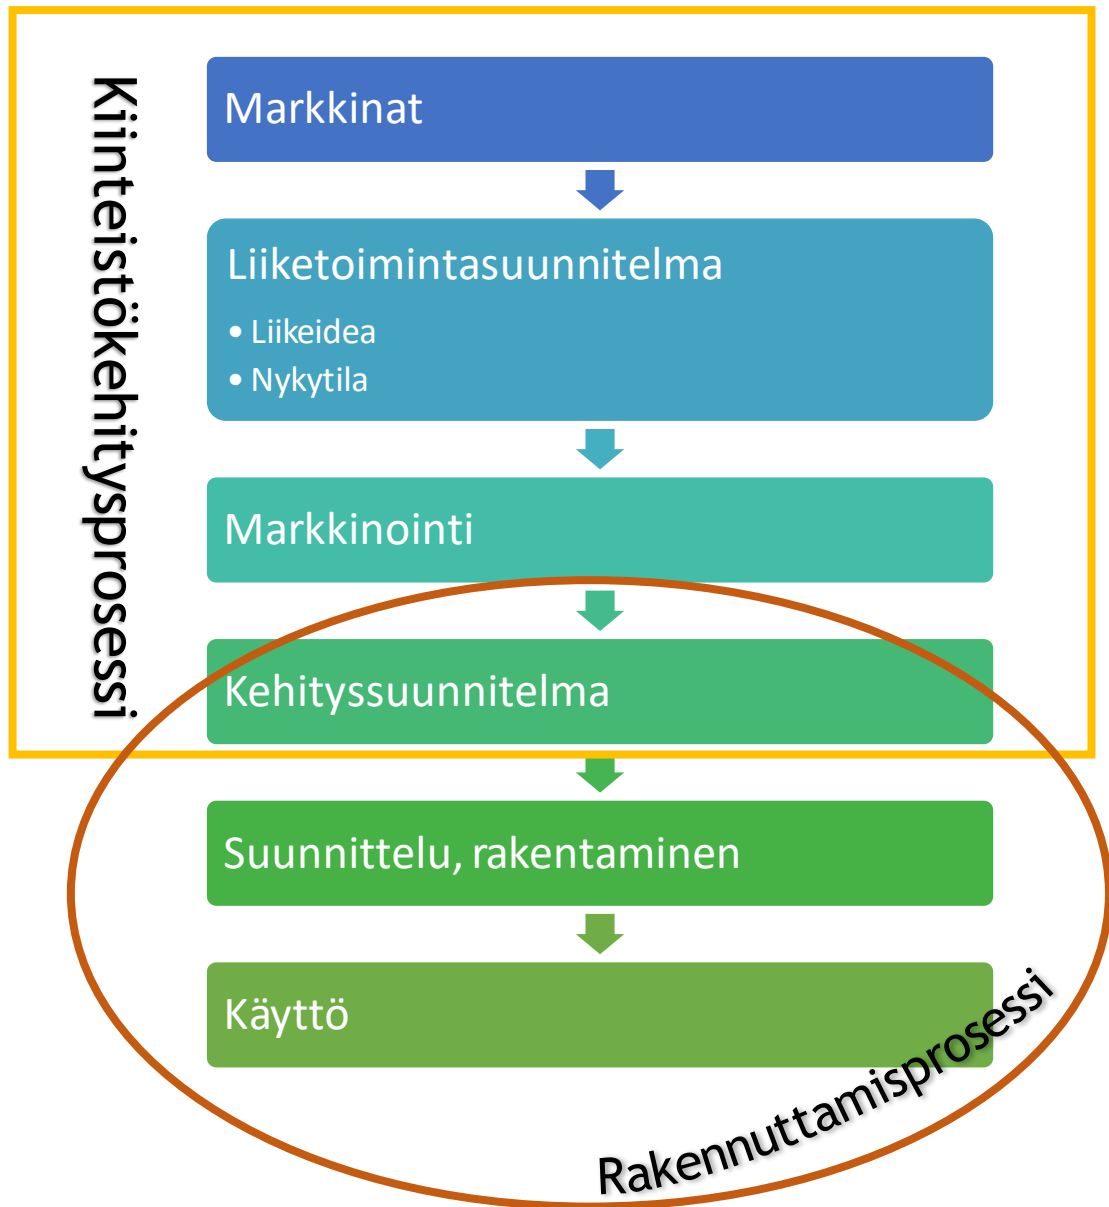 Kiinteistökehitysprosessi
Markkinat
Liiketoimintasuunnitelma
• Liikeidea
• Nykytila
Markkinointi
Kehityssuunnitelma
Suunnittelu, rakentaminen
Käyttö
Rakennuttamisprosessi